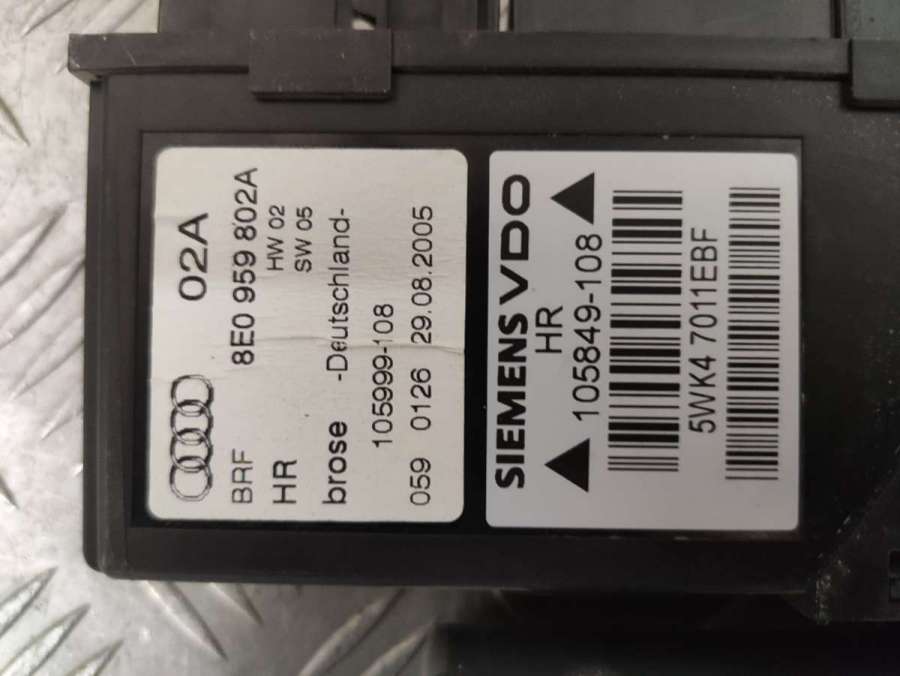 02A
8E0 959 802A
BRF
HW 02
HR
SW 05
brose -Deutschland-
105999-108
059 0126 29.08.2005
SIEMENS VDO
HR
105849-108
5WK4 7011EBF